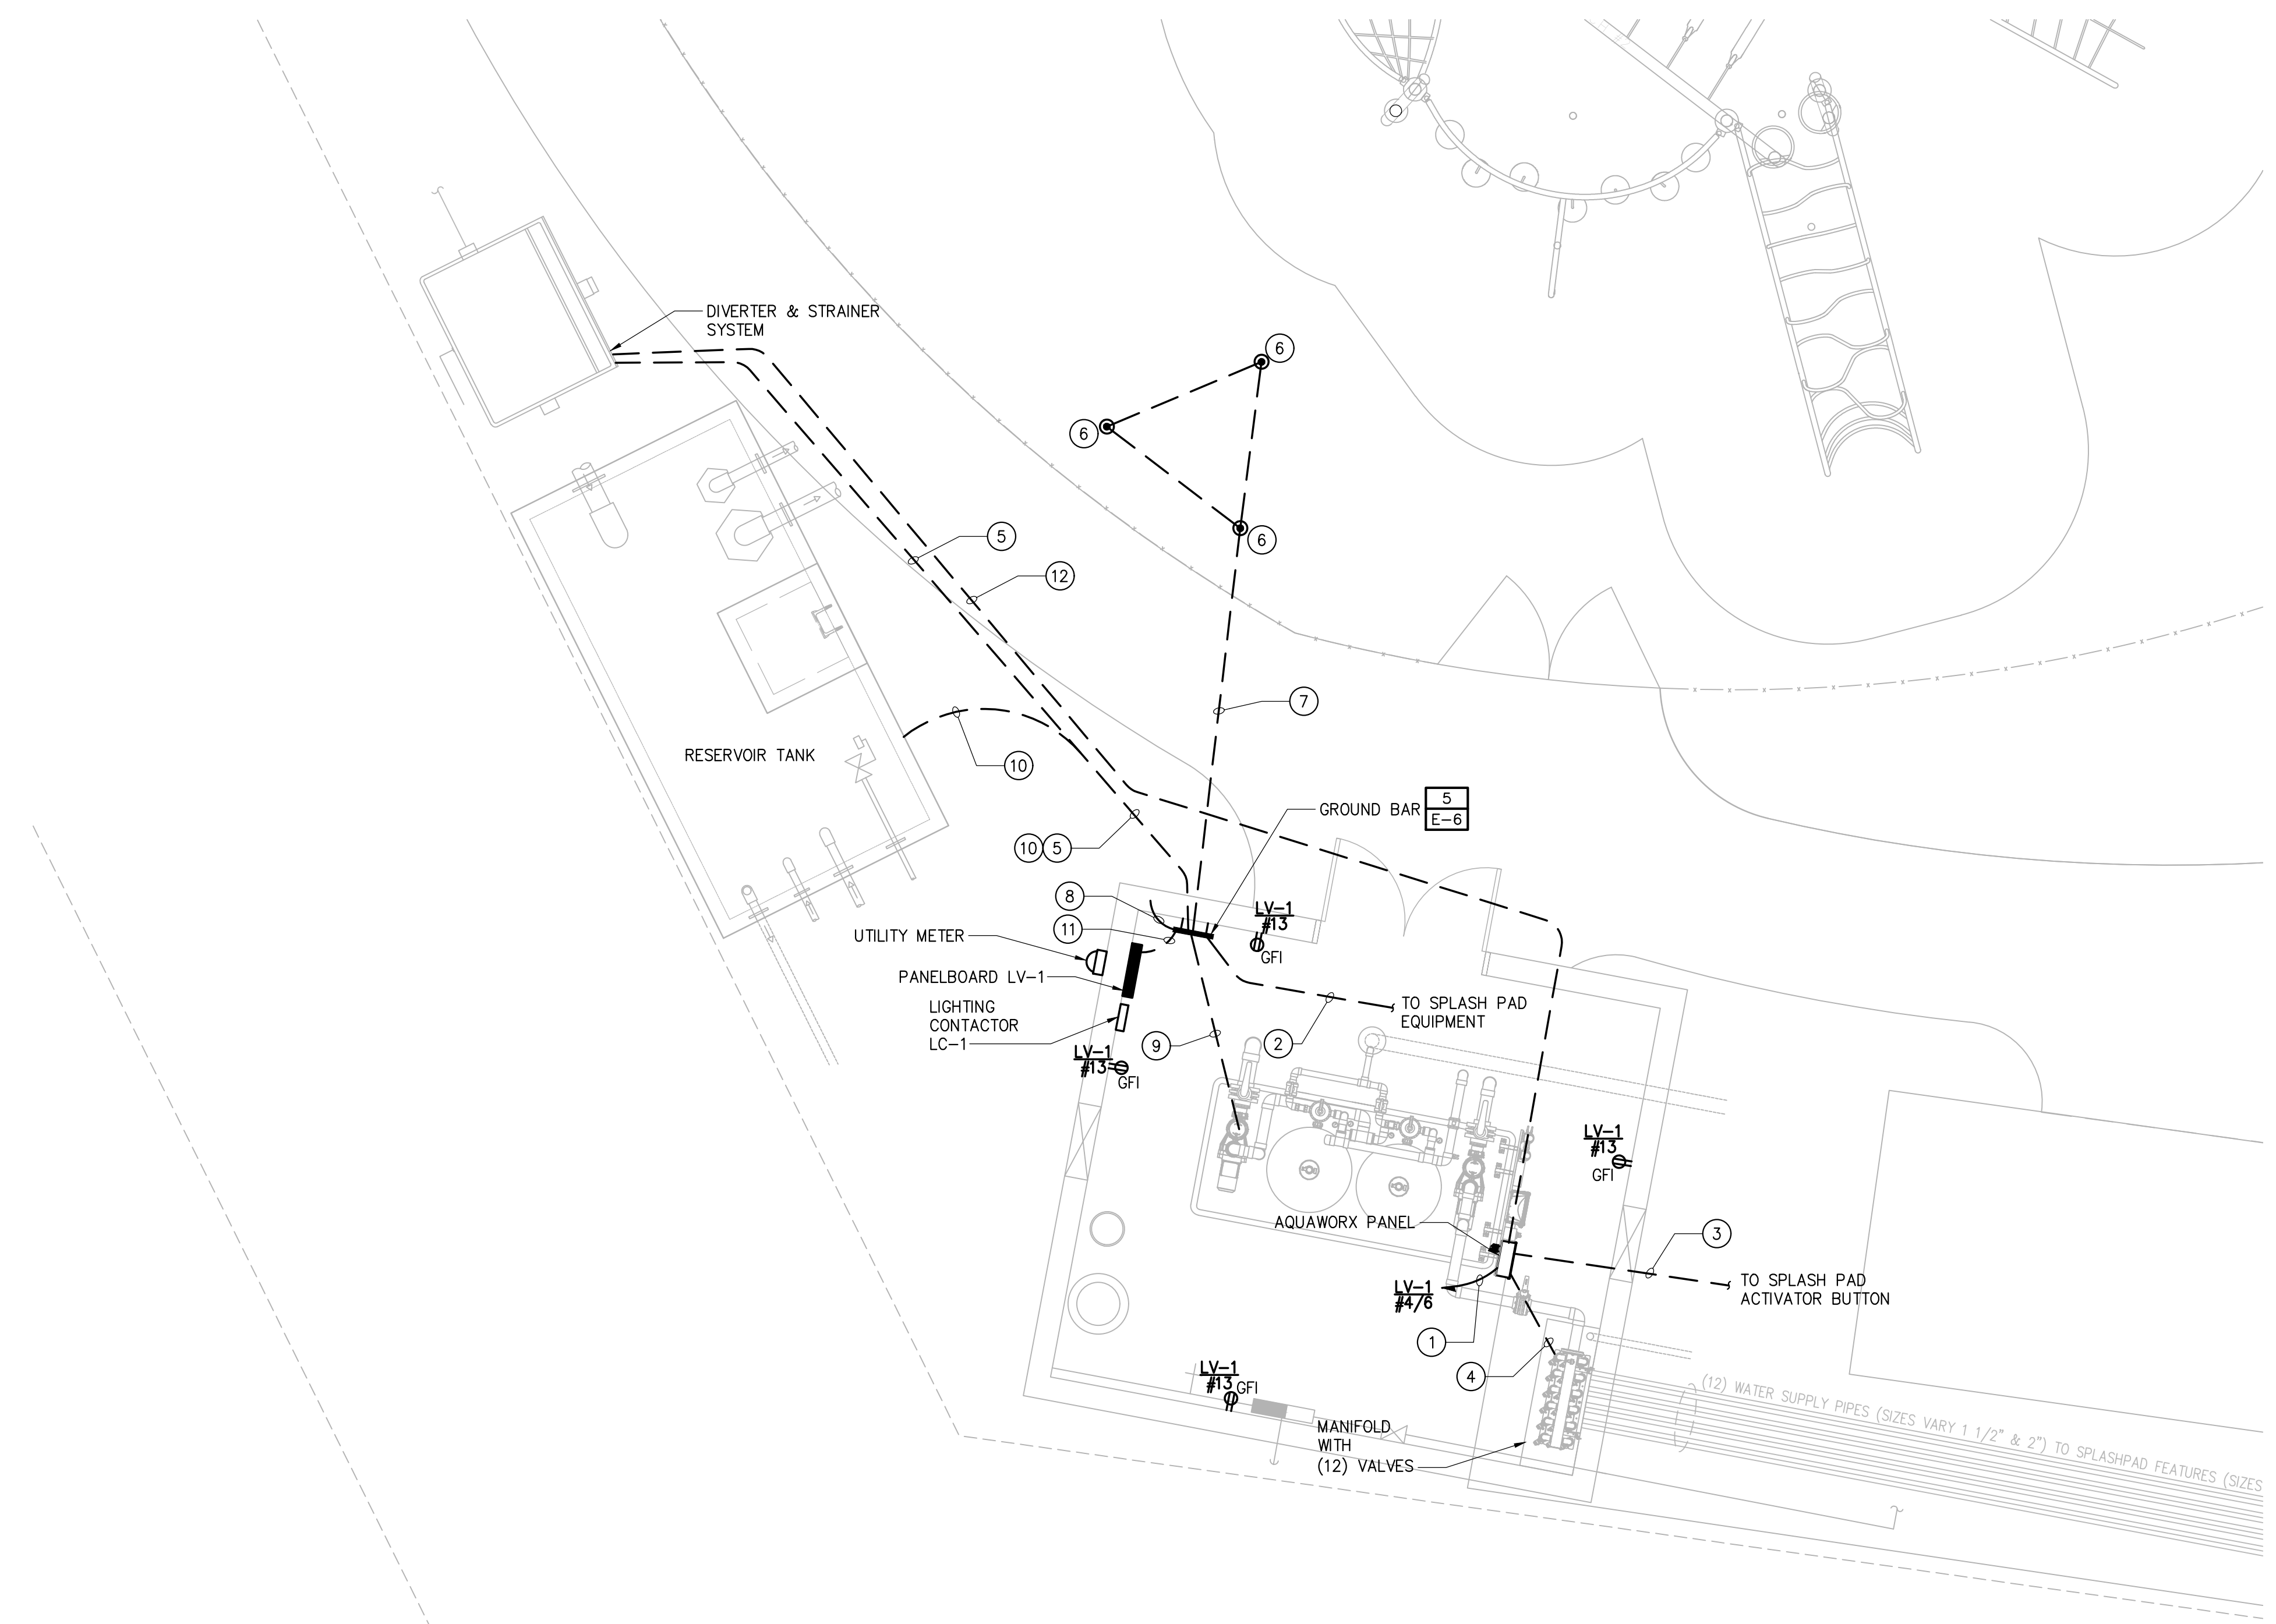 DIVERTER & STRAINER
SYSTEM
6
6
6
5
12
7
10
RESERVOIR TANK
GROUND BAR
5
E-6
10
5
8
11
UTILITY METER
PANELBOARD LV-1
LIGHTING
CONTACTOR
LC-1
LV-1
#13
GFI
LV-1
#13
GFI
TO SPLASH PAD
EQUIPMENT
9
2
LV-1
#13
GFI
AQUAWORX PANEL
3
TO SPLASH PAD
ACTIVATOR BUTTON
LV-1
#4/6
1
4
LV-1
#13
GFI
MANIFOLD
WITH
(12) VALVES
(12) WATER SUPPLY PIPES (SIZES VARY 1 1/2" & 2") TO SPLASHPAD FEATURES (SIZES